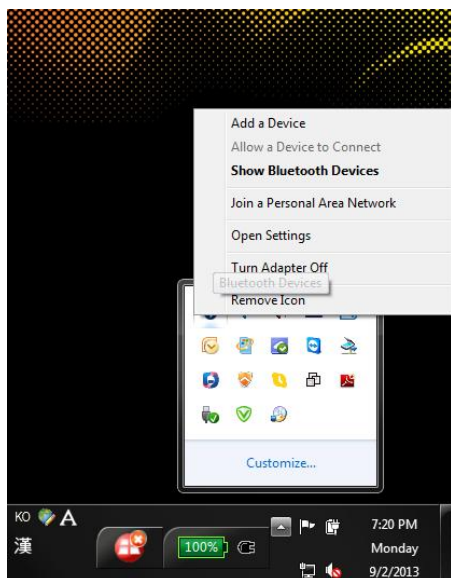 Add a Device
Allow a Device to Connect
Show Bluetooth Devices
Join a Personal Area Network
Open Settings
Turn Adapter Off
Bluetooth Devices
Remove Icon
Customize...
KO A
漢
100%
7:20 PM
Monday
9/2/2013